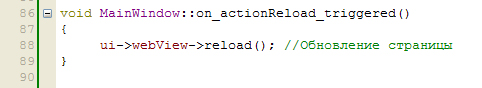 86 void MainWindow::on_actionReload_triggered()
87 {
88 ui->webView->reload(); //Обновление страницы
89 }
90